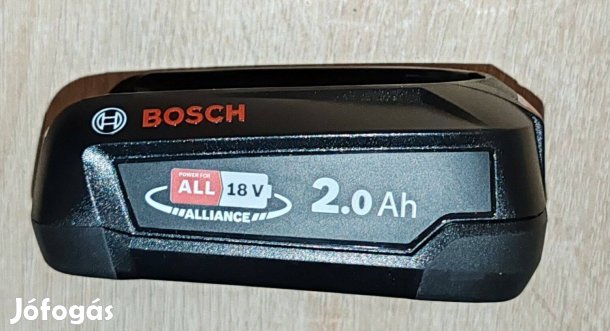 BOSCH
POWER FOR
ALL 18 V
ALLIANCE
2.0 Ah
Jófogás